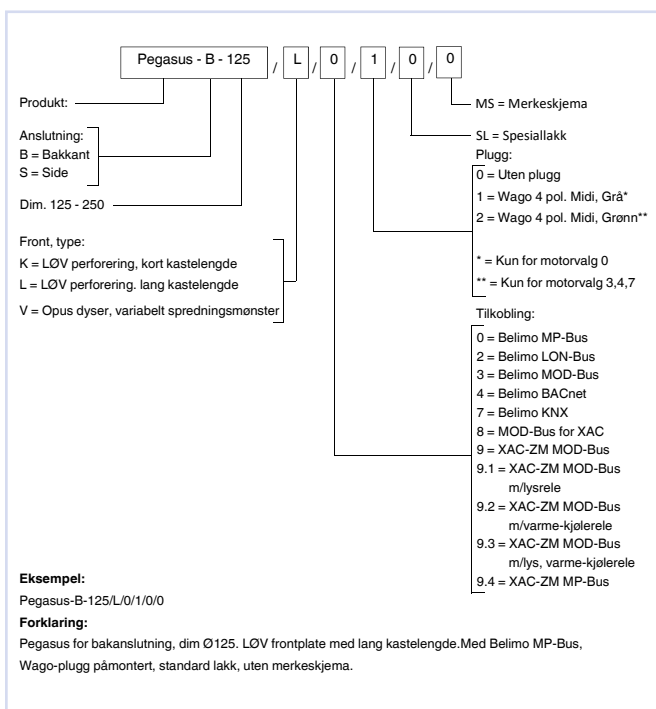 Pegasus - B - 125 / L / 0 / 1 / 0 / 0
Produkt:
Anslutning:
B = Bakkant
S = Side
Dim. 125 - 250
Front, type:
K = LØV perforering, kort kastelengde
L = LØV perforering. lang kastelengde
V = Opus dyser, variabelt spredningsmønster
MS = Merkeskjema
SL = Spesiallakk
Plugg:
0 = Uten plugg
1 = Wago 4 pol. Midi, Grå*
2 = Wago 4 pol. Midi, Grønn**
* = Kun for motorvalg 0
** = Kun for motorvalg 3,4,7
Tilkobling:
0 = Belimo MP-Bus
2 = Belimo LON-Bus
3 = Belimo MOD-Bus
4 = Belimo BACnet
7 = Belimo KNX
8 = MOD-Bus for XAC
9 = XAC-ZM MOD-Bus
9.1 = XAC-ZM MOD-Bus
m/lysrele
9.2 = XAC-ZM MOD-Bus
m/varme-kjølerele
9.3 = XAC-ZM MOD-Bus
m/lys, varme-kjølerele
9.4 = XAC-ZM MP-Bus
Eksempel:
Pegasus-B-125/L/0/1/0/0
Forklaring:
Pegasus for bakanslutning, dim Ø125. LØV frontplate med lang kastelengde.Med Belimo MP-Bus,
Wago-plugg påmontert, standard lakk, uten merkeskjema.